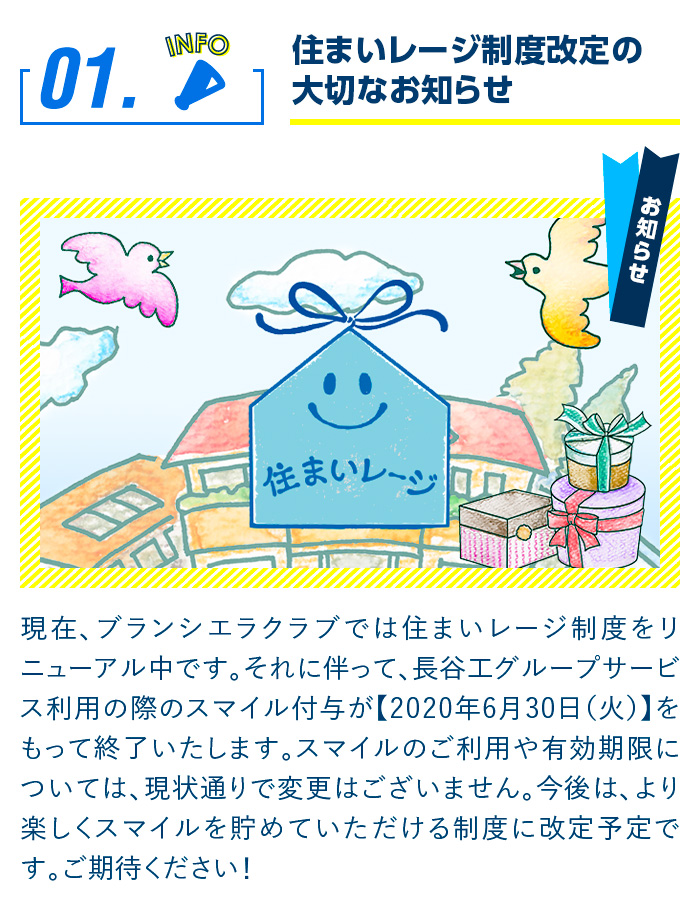 01.
INFO
住まいレージ制度改定の
大切なお知らせ
お知らせ
住まいレージ
現在、ブランシエラクラブでは住まいレージ制度をリ
ニューアル中です。それに伴って、長谷工グループサービ
ス利用の際のスマイル付与が【2020年6月30日(火)】を
もって終了いたします。スマイルのご利用や有効期限に
ついては、現状通りで変更はございません。今後は、より
楽しくスマイルを貯めていただける制度に改定予定で
す。ご期待ください!